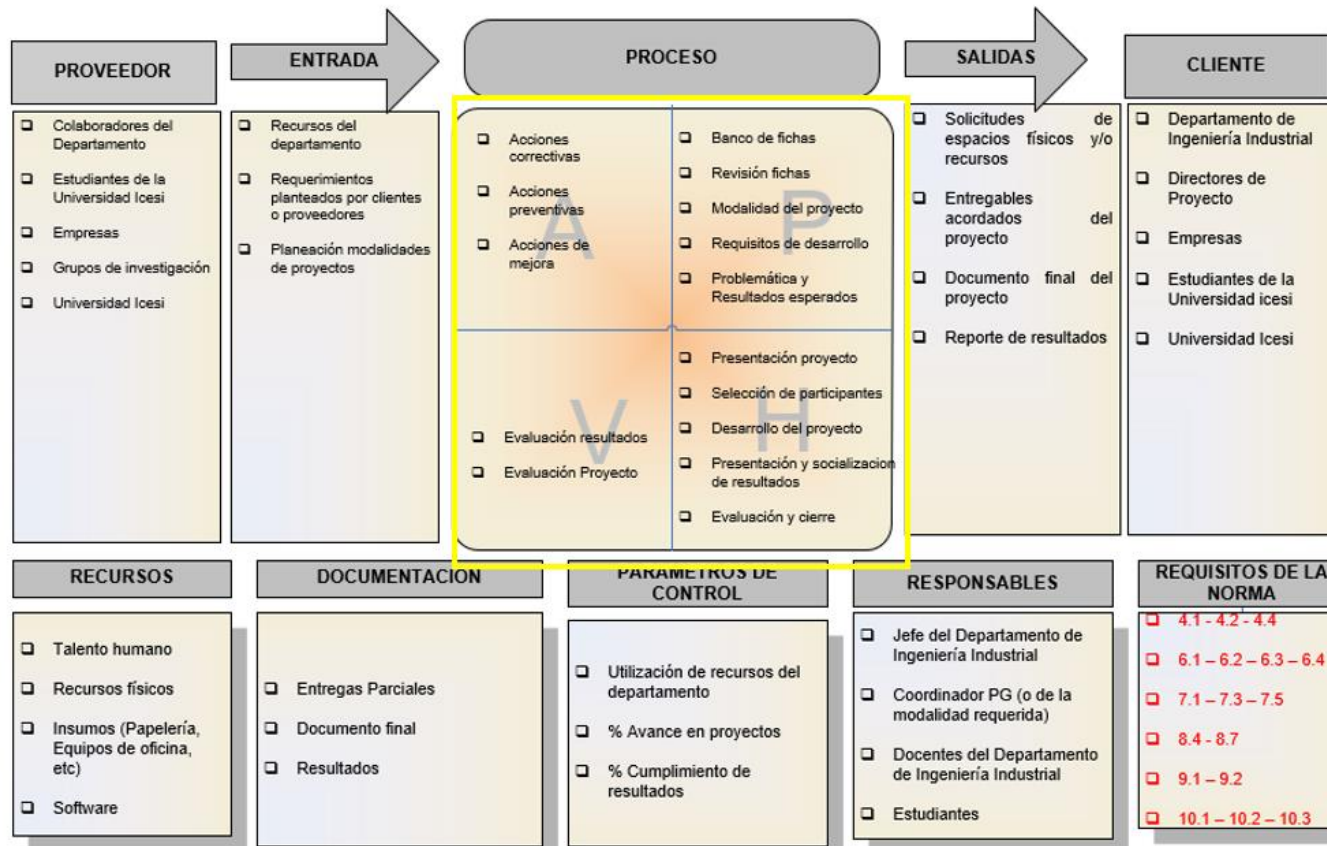 PROVEEDOR
Colaboradores del
Departamento
Estudiantes de la
Universidad Icesi
Empresas
Grupos de investigación
Universidad Icesi
ENTRADA
Recursos del
departamento
Requerimientos
planteados por clientes
o proveedores
Planeación modalidades
de proyectos
PROCESO
A
Acciones
correctivas
Acciones
preventivas
Acciones de
mejora
P
Banco de fichas
Revisión fichas
Modalidad del proyecto
Requisitos de desarrollo
Problemática y
Resultados esperados
V
Evaluación resultados
Evaluación Proyecto
H
Presentación proyecto
Selección de participantes
Desarrollo del proyecto
Presentación y socializacion
de resultados
Evaluación y cierre
SALIDAS
Solicitudes de
espacios físicos y/o
recursos
Entregables
acordados del
proyecto
Documento final del
proyecto
Reporte de resultados
CLIENTE
Departamento de
Ingeniería Industrial
Directores de
Proyecto
Empresas
Estudiantes de la
Universidad icesi
Universidad Icesi
RECURSOS
Talento humano
Recursos físicos
Insumos (Papelería,
Equipos de oficina,
etc)
Software
DOCUMENTACION
Entregas Parciales
Documento final
Resultados
PARAMETROS DE
CONTROL
Utilización de recursos del
departamento
% Avance en proyectos
% Cumplimiento de
resultados
RESPONSABLES
Jefe del Departamento de
Ingeniería Industrial
Coordinador PG (o de la
modalidad requerida)
Docentes del Departamento
de Ingeniería Industrial
Estudiantes
REQUISITOS DE LA
NORMA
4.1 - 4.2 - 4.4
6.1 – 6.2 – 6.3 – 6.4
7.1 – 7.3 – 7.5
8.4 - 8.7
9.1 – 9.2
10.1 – 10.2 – 10.3